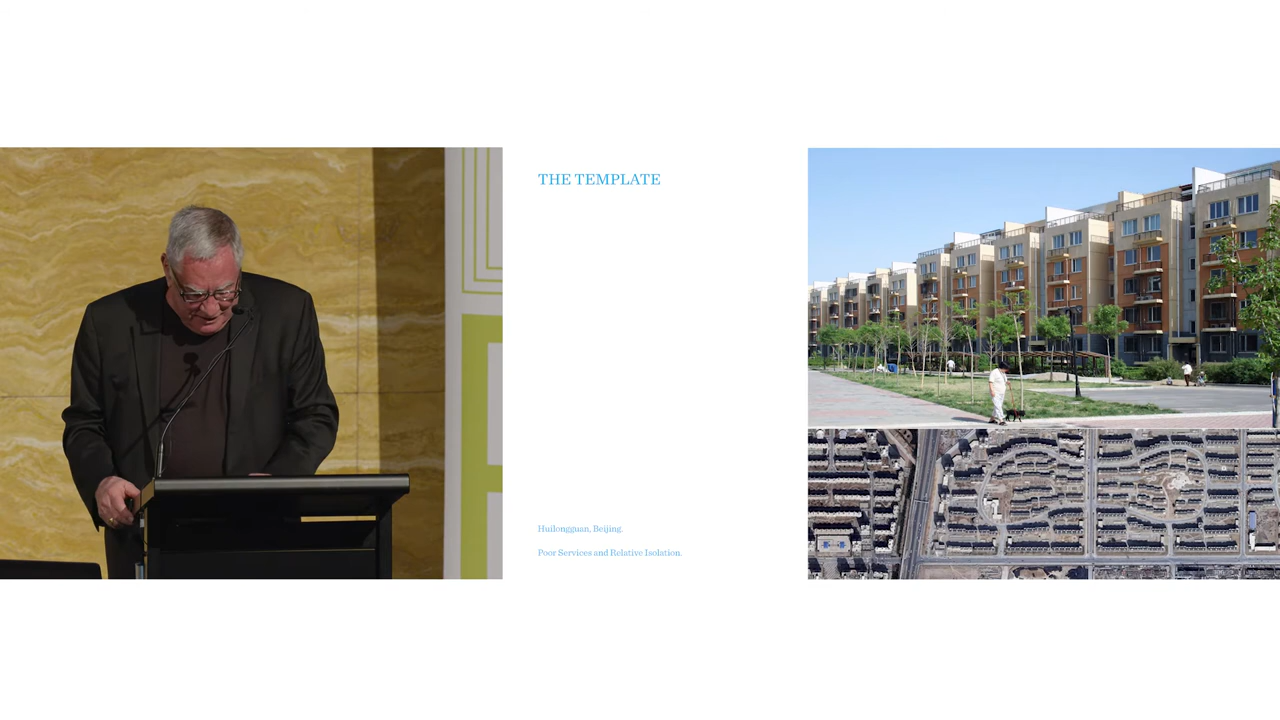 THE TEMPLATE
Huilongguan, Beijing.
Poor Services and Relative Isolation.